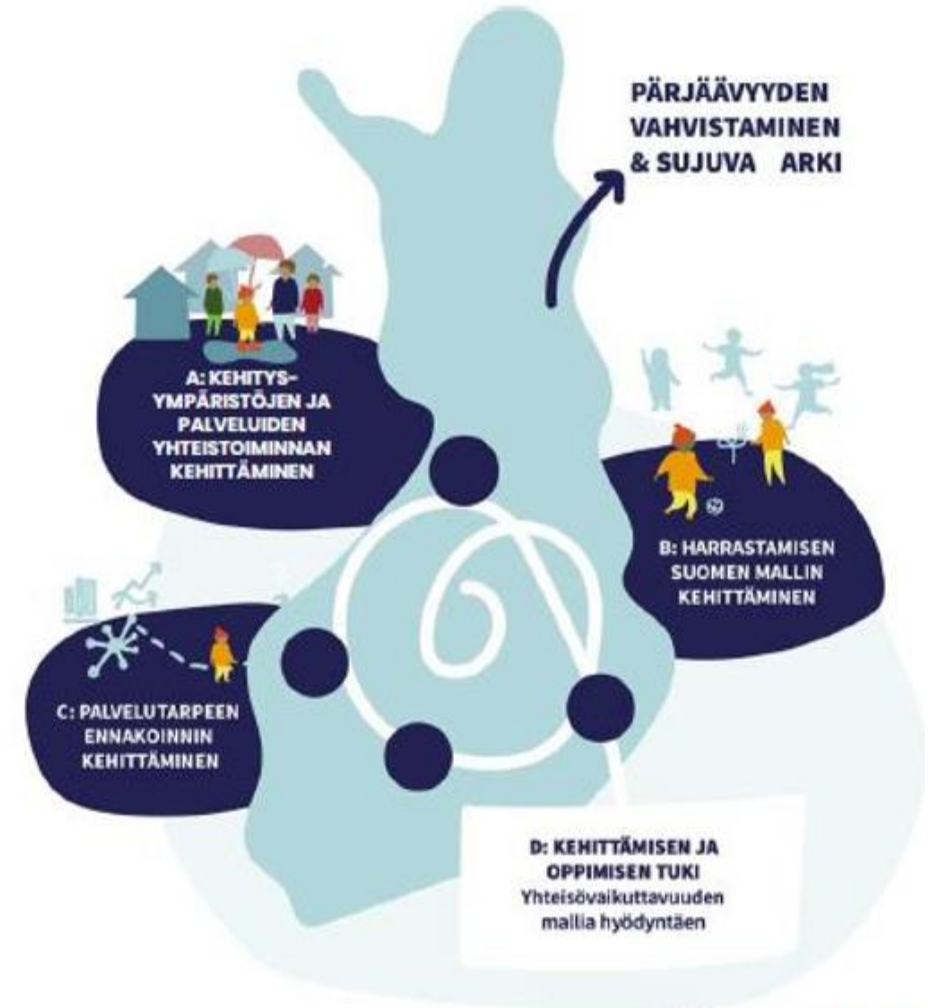 PÄRJÄÄVYYDEN
VAHVISTAMINEN
& SUJUVA ARKI
A: KEHITYS-
YMPÄRISTÖJEN JA
PALVELUIDEN
YHTEISTOIMINNAN
KEHITTÄMINEN
B: HARRASTAMISEN
SUOMEN MALLIN
KEHITTÄMINEN
C: PALVELUTARPEEN
ENNAKOINNIN
KEHITTÄMINEN
D: KEHITTÄMISEN JA
OPPIMISEN TUKI
Yhteisövaikuttavuuden
mallia hyödyntäen